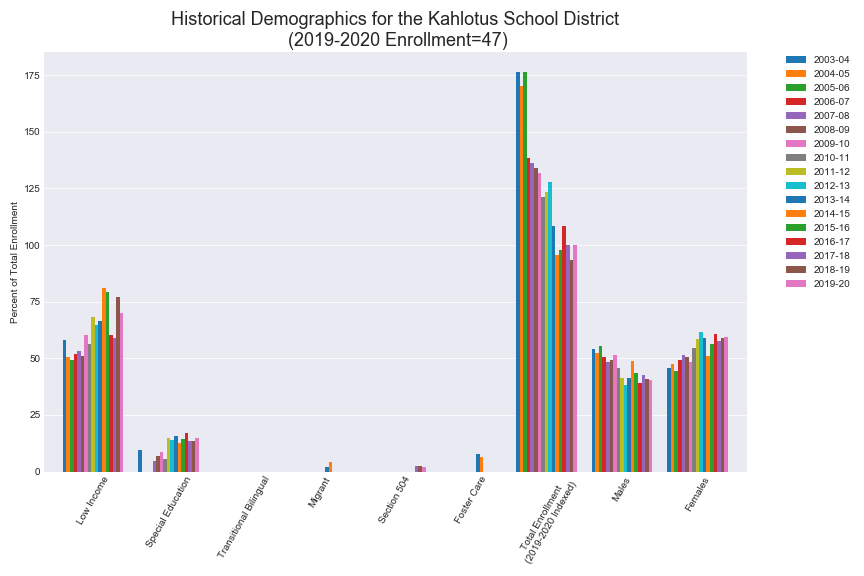 Historical Demographics for the Kahlotus School District
(2019-2020 Enrollment=47)
Percent of Total Enrollment
175
150
125
100
75
50
25
0
Low Income
Special Education
Transitional Bilingual
Migrant
Section 504
Foster Care
Total Enrollment
(2019-2020 Indexed)
Males
Females
2003-04
2004-05
2005-06
2006-07
2007-08
2008-09
2009-10
2010-11
2011-12
2012-13
2013-14
2014-15
2015-16
2016-17
2017-18
2018-19
2019-20